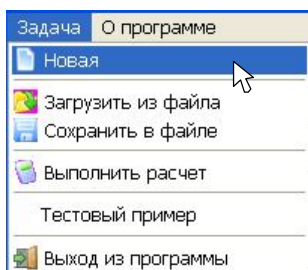 Задача О программе
Новая
Загрузить из файла
Сохранить в файле
Выполнить расчет
Тестовый пример
Выход из программы